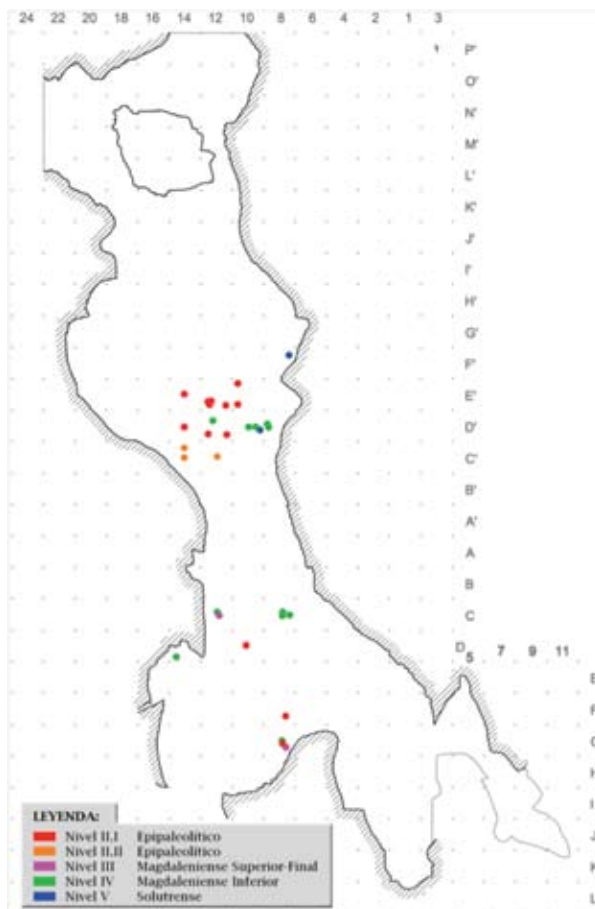 24 22 20 18 16 14 12 10 8 6 4 2 1 3
P'
O'
N'
M'
L'
K'
J'
I'
H'
G'
F'
E'
D'
C'
B'
A'
A
B
C
D 5 7 9 11
E
F
G
H
I
J
K
L
LEYENDA:
Nivel II.I Epipaleolítico
Nivel II.II Epipaleolítico
Nivel III Magdaleniense Superior-Final
Nivel IV Magdaleniense Inferior
Nivel V Solutrense